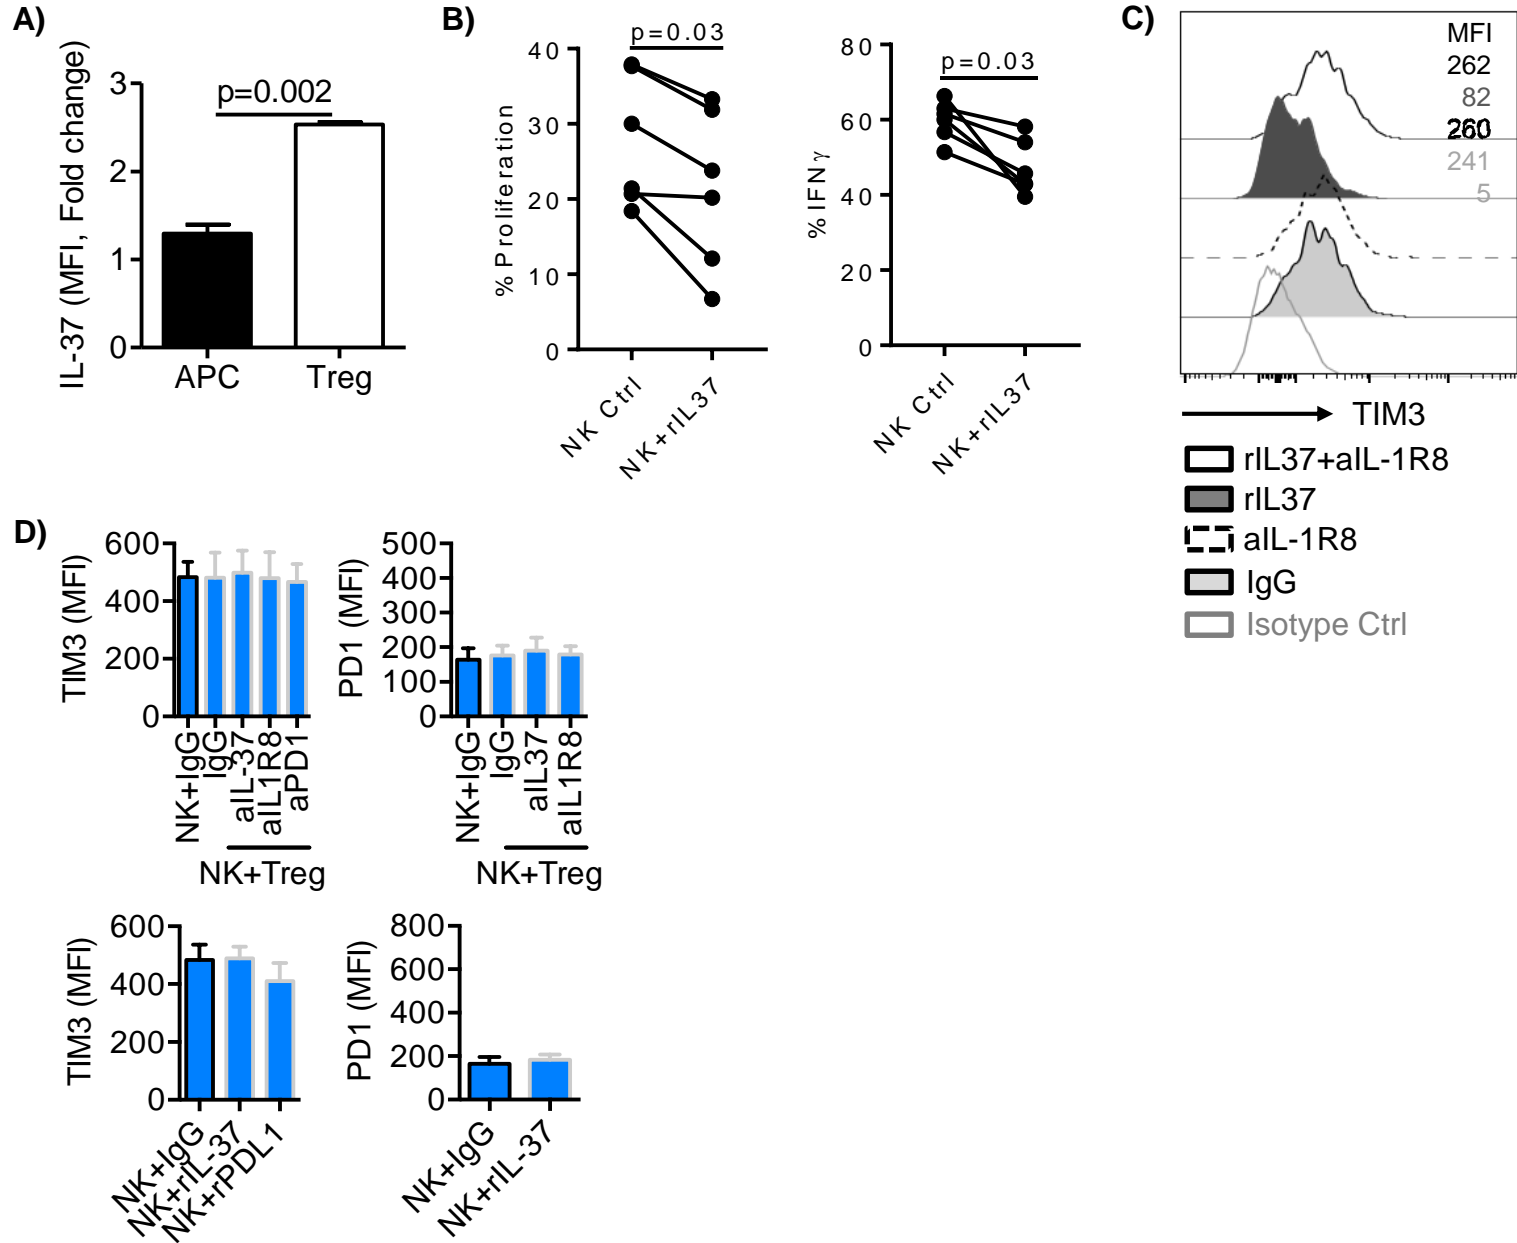 A)
IL-37 (MFI, Fold change)
3
2
1
0
p=0.002
APC
Treg
B)
% Proliferation
40
30
20
10
0
p=0.03
NK Ctrl
NK+rIL37
%IFNγ
80
60
40
20
0
p=0.03
NK Ctrl
NK+rIL37
C)
MFI
262
82
260
241
5
TIM3
rIL37+aIL-1R8
rIL37
aIL-1R8
IgG
Isotype Ctrl
D)
TIM3 (MFI)
600
400
200
0
NK+IgG
IgG
aIL-37
aIL1R8
aPD1
NK+Treg
PD1 (MFI)
500
400
300
200
100
0
NK+IgG
IgG
aIL37
aIL1R8
NK+Treg
TIM3 (MFI)
600
400
200
0
NK+IgG
NK+rIL-37
NK+rPDL1
PD1 (MFI)
800
600
400
200
0
NK+IgG
NK+rIL-37